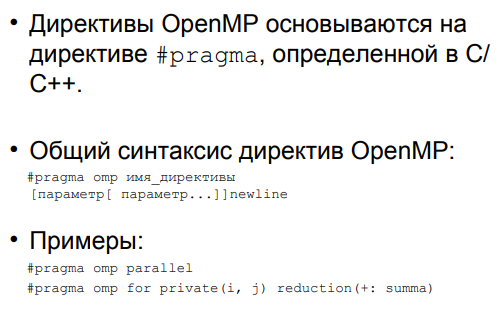 • Директивы OpenMP основываются на
директиве #pragma, определенной в C/
C++.
• Общий синтаксис директив OpenMP:
#pragma omp имя_директивы
[параметр[ параметр...]]newline
• Примеры:
#pragma omp parallel
#pragma omp for private(i, j) reduction(+: summa)